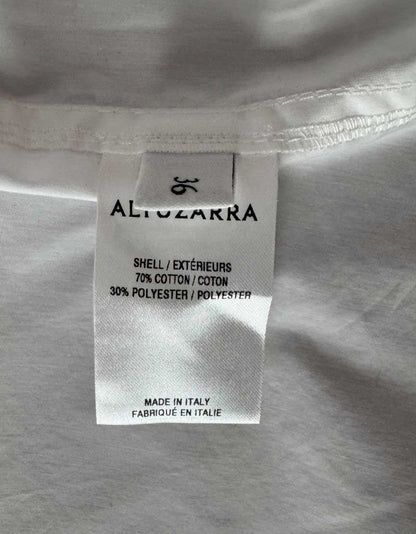 36
ALTUZARRA
SHELL / EXTÉRIEURS
70% COTTON / COTON
30% POLYESTER / POLYESTER
MADE IN ITALY
FABRIQUÉ EN ITALIE